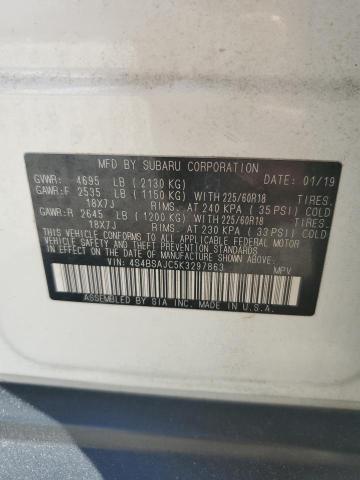 MFD BY SUBARU CORPORATION
GVWR: 4695 LB (2130 KG) DATE: 01/19
GAWR:F 2535 LB (1150 KG) WITH 225/60R18 TIRES.
18X7J RIMS. AT 240 KPA (35 PSI) COLD
GAWR:R 2645 LB (1200 KG) WITH 225/60R18 TIRES.
18X7J RIMS. AT 230 KPA (33 PSI) COLD
THIS VEHICLE CONFORMS TO ALL APPLICABLE FEDERAL MOTOR
VEHICLE SAFETY AND THEFT PREVENTION STANDARDS
IN EFFECT ON THE DATE OF MANUFACTURE SHOWN ABOVE.
VIN: 4S4BSAJC5K3297863 MPV
ASSEMBLED BY SIA INC. MADE IN U.S.A.